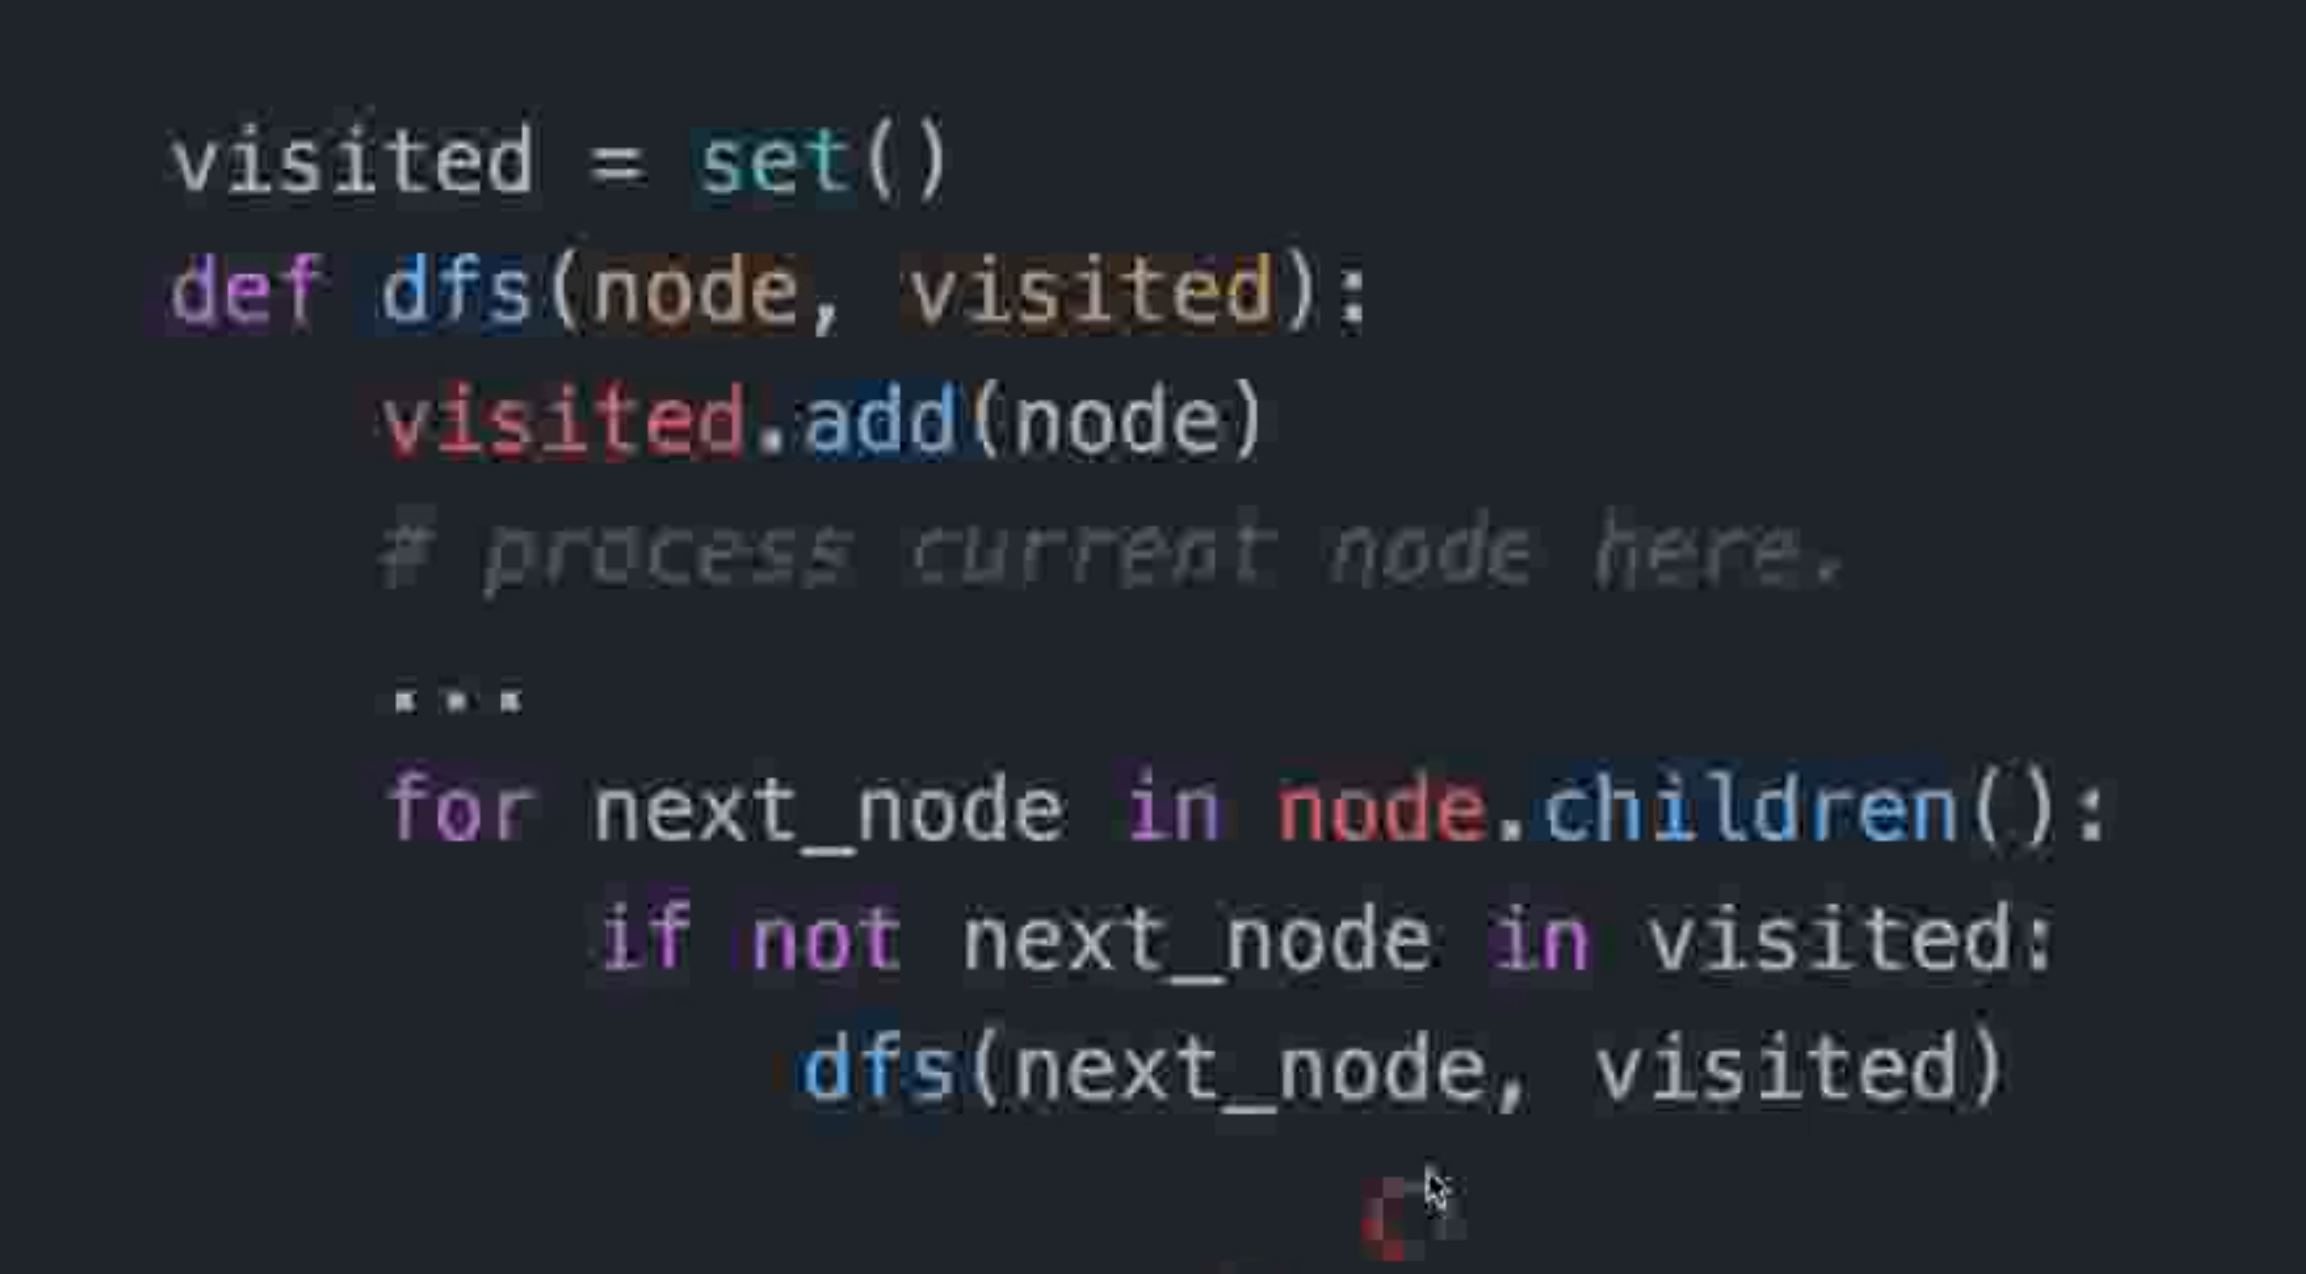 visited = set()
def dfs(node, visited):
    visited.add(node)
    # process current node here.
    ...
    for next_node in node.children():
        if not next_node in visited:
            dfs(next_node, visited)